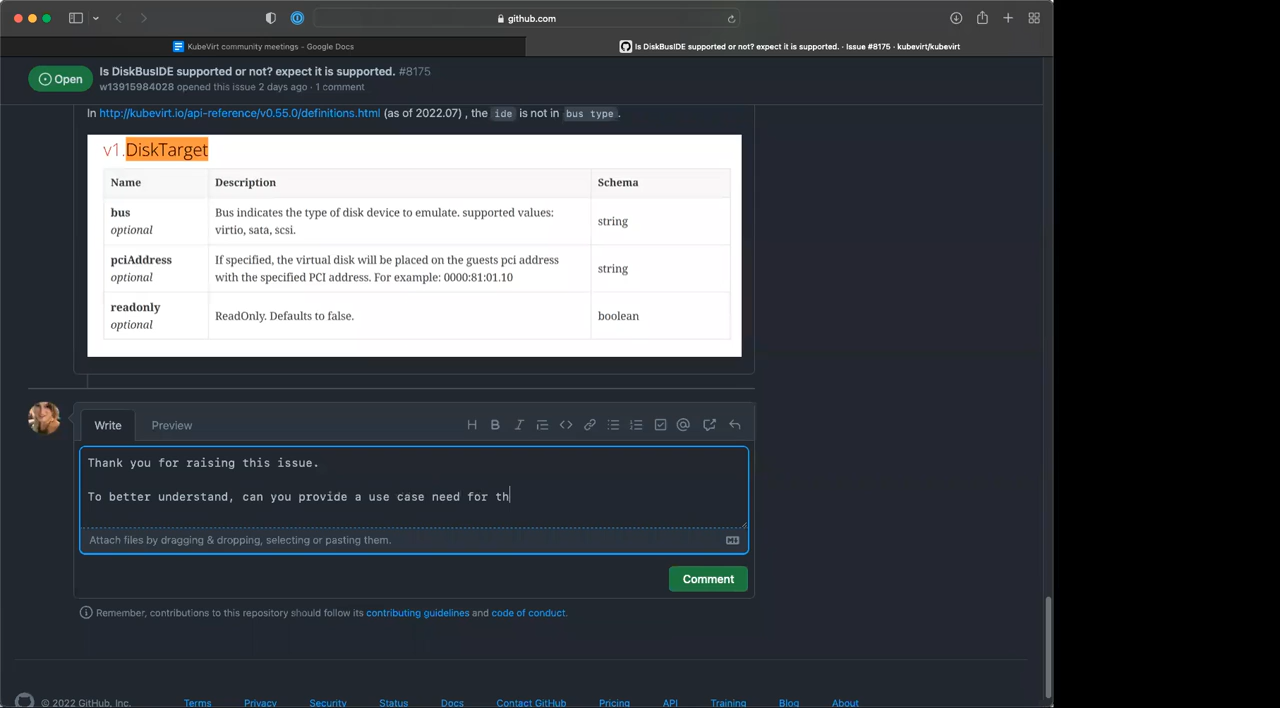 github.com
KubeVirt community meetings - Google Docs
Is DiskBusIDE supported or not? expect it is supported. · Issue #8175 · kubevirt/kubevirt
Open
Is DiskBusIDE supported or not? expect it is supported. #8175
w13915984028 opened this issue 2 days ago · 1 comment
In http://kubevirt.io/api-reference/v0.55.0/definitions.html (as of 2022.07) , the ide is not in bus type.
v1.DiskTarget
Name Description Schema
bus
optional
Bus indicates the type of disk device to emulate. supported values:
virtio, sata, scsi.
string
pciAddress
optional
If specified, the virtual disk will be placed on the guests pci address
with the specified PCI address. For example: 0000:81:01.10
string
readonly
optional
ReadOnly. Defaults to false.
boolean
Write Preview
Thank you for raising this issue.
To better understand, can you provide a use case need for th
Attach files by dragging & dropping, selecting or pasting them.
Comment
Remember, contributions to this repository should follow its contributing guidelines and code of conduct.
© 2022 GitHub, Inc. Terms Privacy Security Status Docs Contact GitHub Pricing API Training Blog About